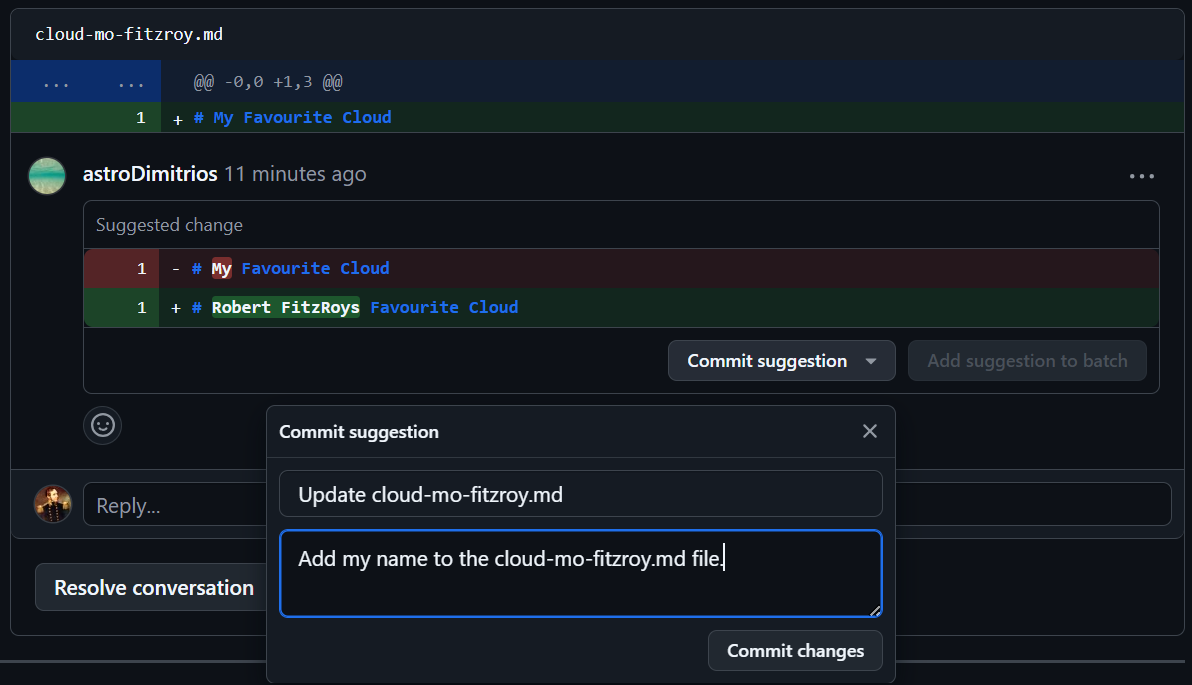 cloud-mo-fitzroy.md
... ... @@ -0,0 +1,3 @@
1 + # My Favourite Cloud
astroDimitrios 11 minutes ago ...
Suggested change
1 - # My Favourite Cloud
1 + # Robert FitzRoys Favourite Cloud
Commit suggestion Add suggestion to batch
Commit suggestion
Update cloud-mo-fitzroy.md
Reply...
Add my name to the cloud-mo-fitzroy.md file.
Resolve conversation
Commit changes